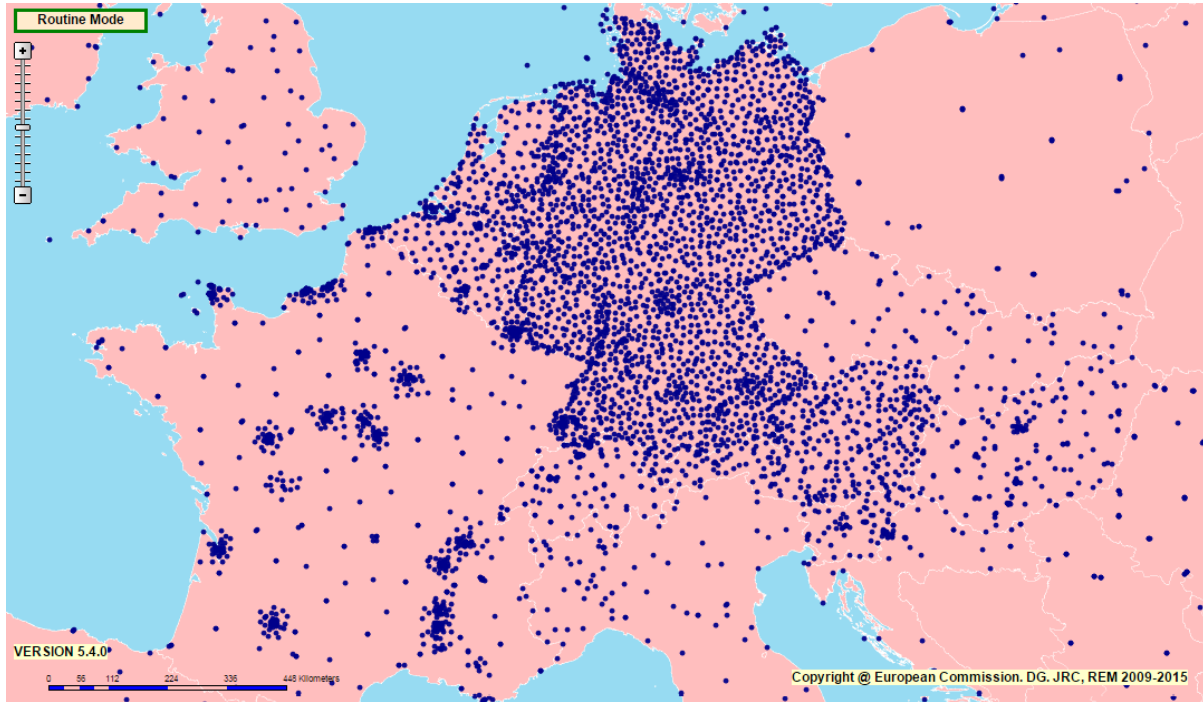 Routine Mode
+
-
VERSION 5.4.0
0 56 112 224 336 448 Kilometers
Copyright @ European Commission. DG. JRC, REM 2009-2015